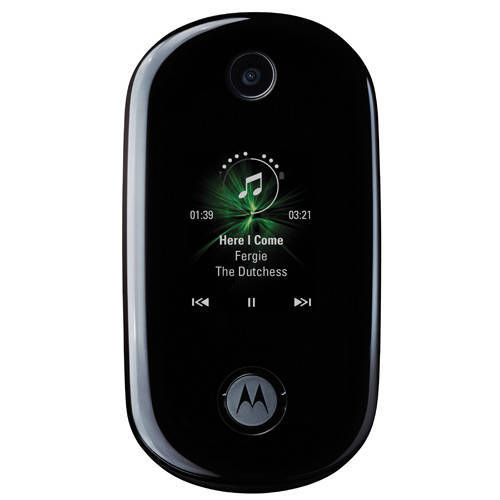 01:39 03:21
Here I Come
Fergie
The Dutchess